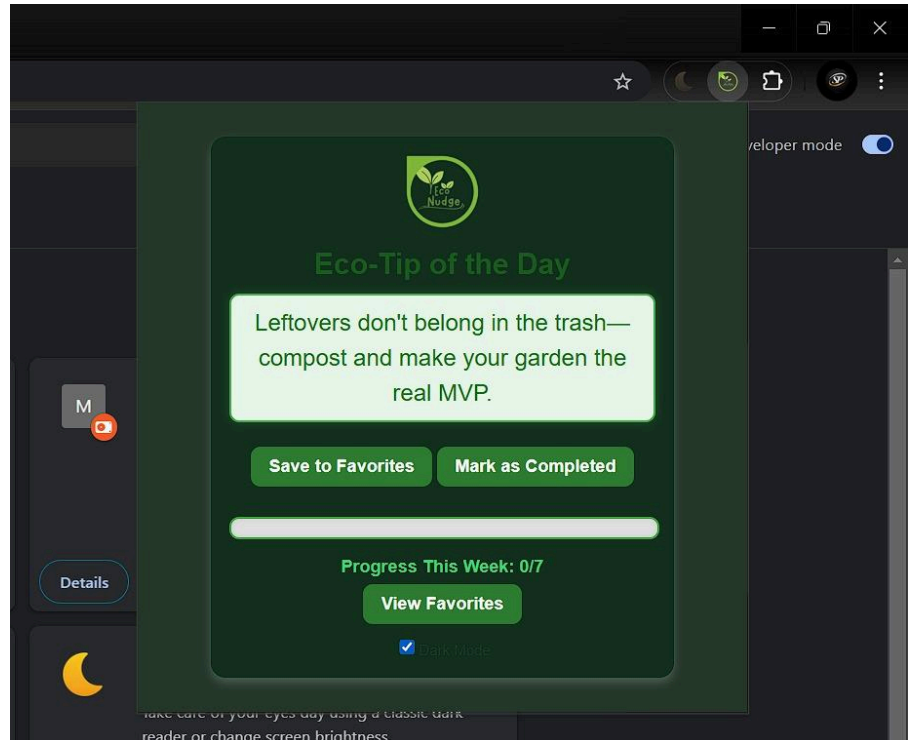 veloper mode
Eco
Nudge
Eco-Tip of the Day
Leftovers don't belong in the trash—
compost and make your garden the
real MVP.
M
Save to Favorites
Mark as Completed
Progress This Week: 0/7
Details
View Favorites
Dark Mode
Take care of your eyes day using a classic dark
reader or change screen brightness